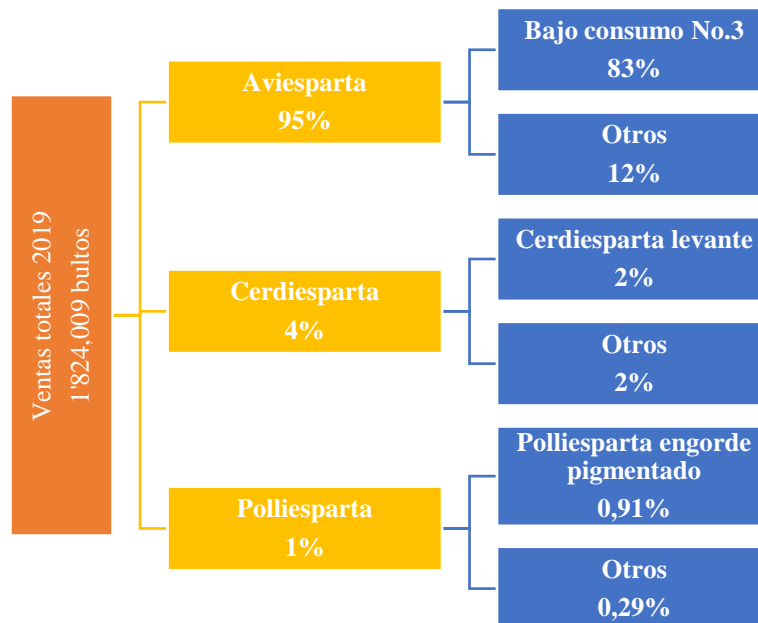 Ventas totales 2019
1'824,009 bultos
Aviesparta
95%
Bajo consumo No.3
83%
Otros
12%
Cerdiesparta
4%
Cerdiesparta levante
2%
Otros
2%
Polliesparta
1%
Polliesparta engorde
pigmentado
0,91%
Otros
0,29%